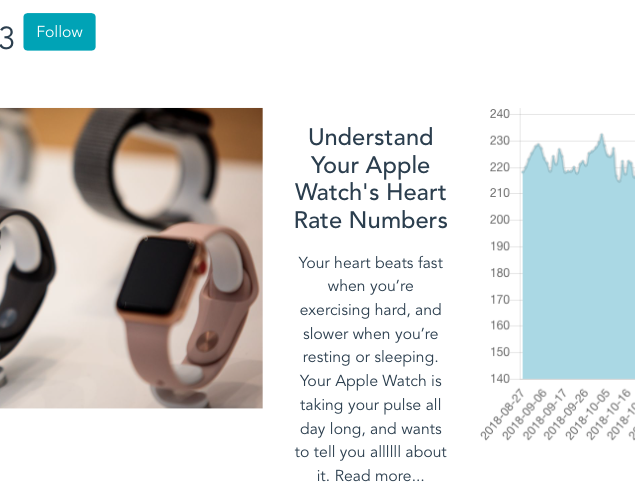 3
Follow
Understand
Your Apple
Watch's Heart
Rate Numbers
Your heart beats fast
when you’re
exercising hard, and
slower when you’re
resting or sleeping.
Your Apple Watch is
taking your pulse all
day long, and wants
to tell you allllll about
it. Read more...
240
230
220
210
200
190
180
170
160
150
140
2018-08-27
2018-09-06
2018-09-17
2018-09-26
2018-10-05
2018-10-16